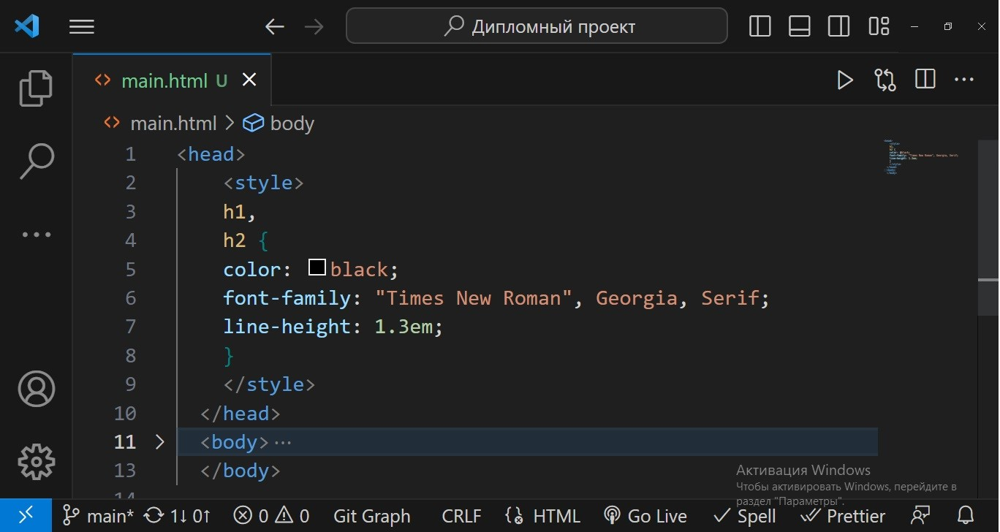 Дипломный проект
main.html U
main.html > body
1 <head>
2 <style>
3 h1,
4 h2 {
5 color: black;
6 font-family: "Times New Roman", Georgia, Serif;
7 line-height: 1.3em;
8 }
9 </style>
10 </head>
11 <body>
13 </body>
14
Активация Windows
Чтобы активировать Windows, перейдите в
раздел "Параметры".
main* 1↓ 0↑ 0 0 Git Graph CRLF HTML Go Live Spell Prettier